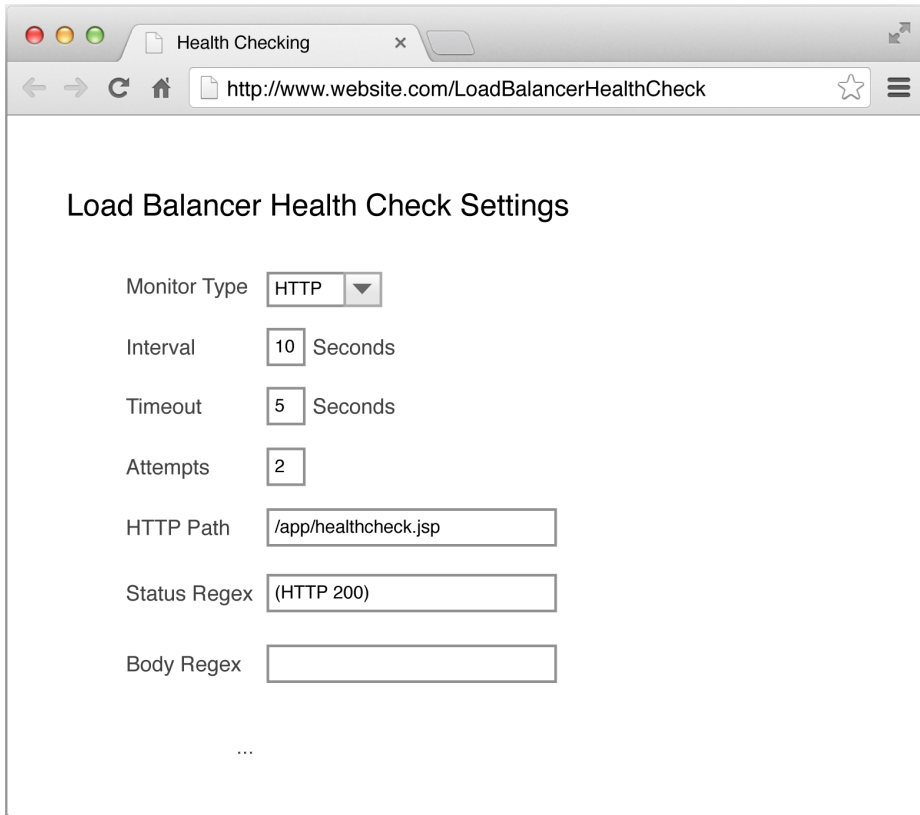 Health Checking
http://www.website.com/LoadBalancerHealthCheck
Load Balancer Health Check Settings
Monitor Type HTTP
Interval 10 Seconds
Timeout 5 Seconds
Attempts 2
HTTP Path /app/healthcheck.jsp
Status Regex (HTTP 200)
Body Regex
...